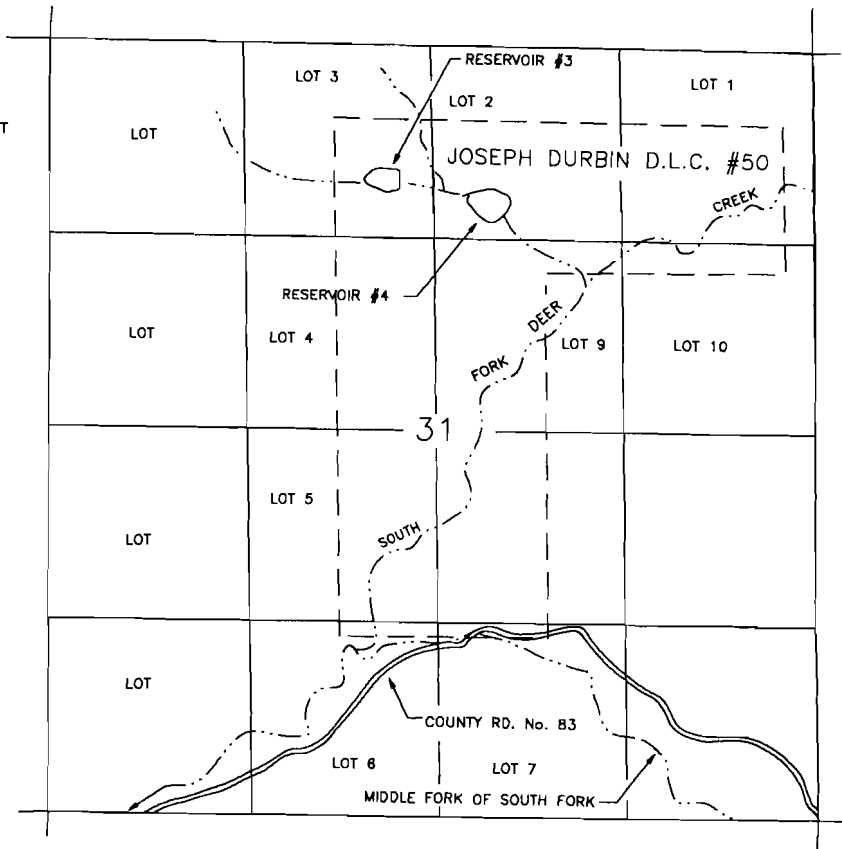 RESERVOIR #3
LOT 3
LOT 1
LOT 2
T
LOT
JOSEPH DURBIN D.L.C. #50
CREEK
RESERVOIR #4
DEER
LOT
LOT 4
LOT 9
LOT 10
FORK
31
LOT 5
SOUTH
LOT
LOT
COUNTY RD. No. 83
LOT 6
LOT 7
MIDDLE FORK OF SOUTH FORK